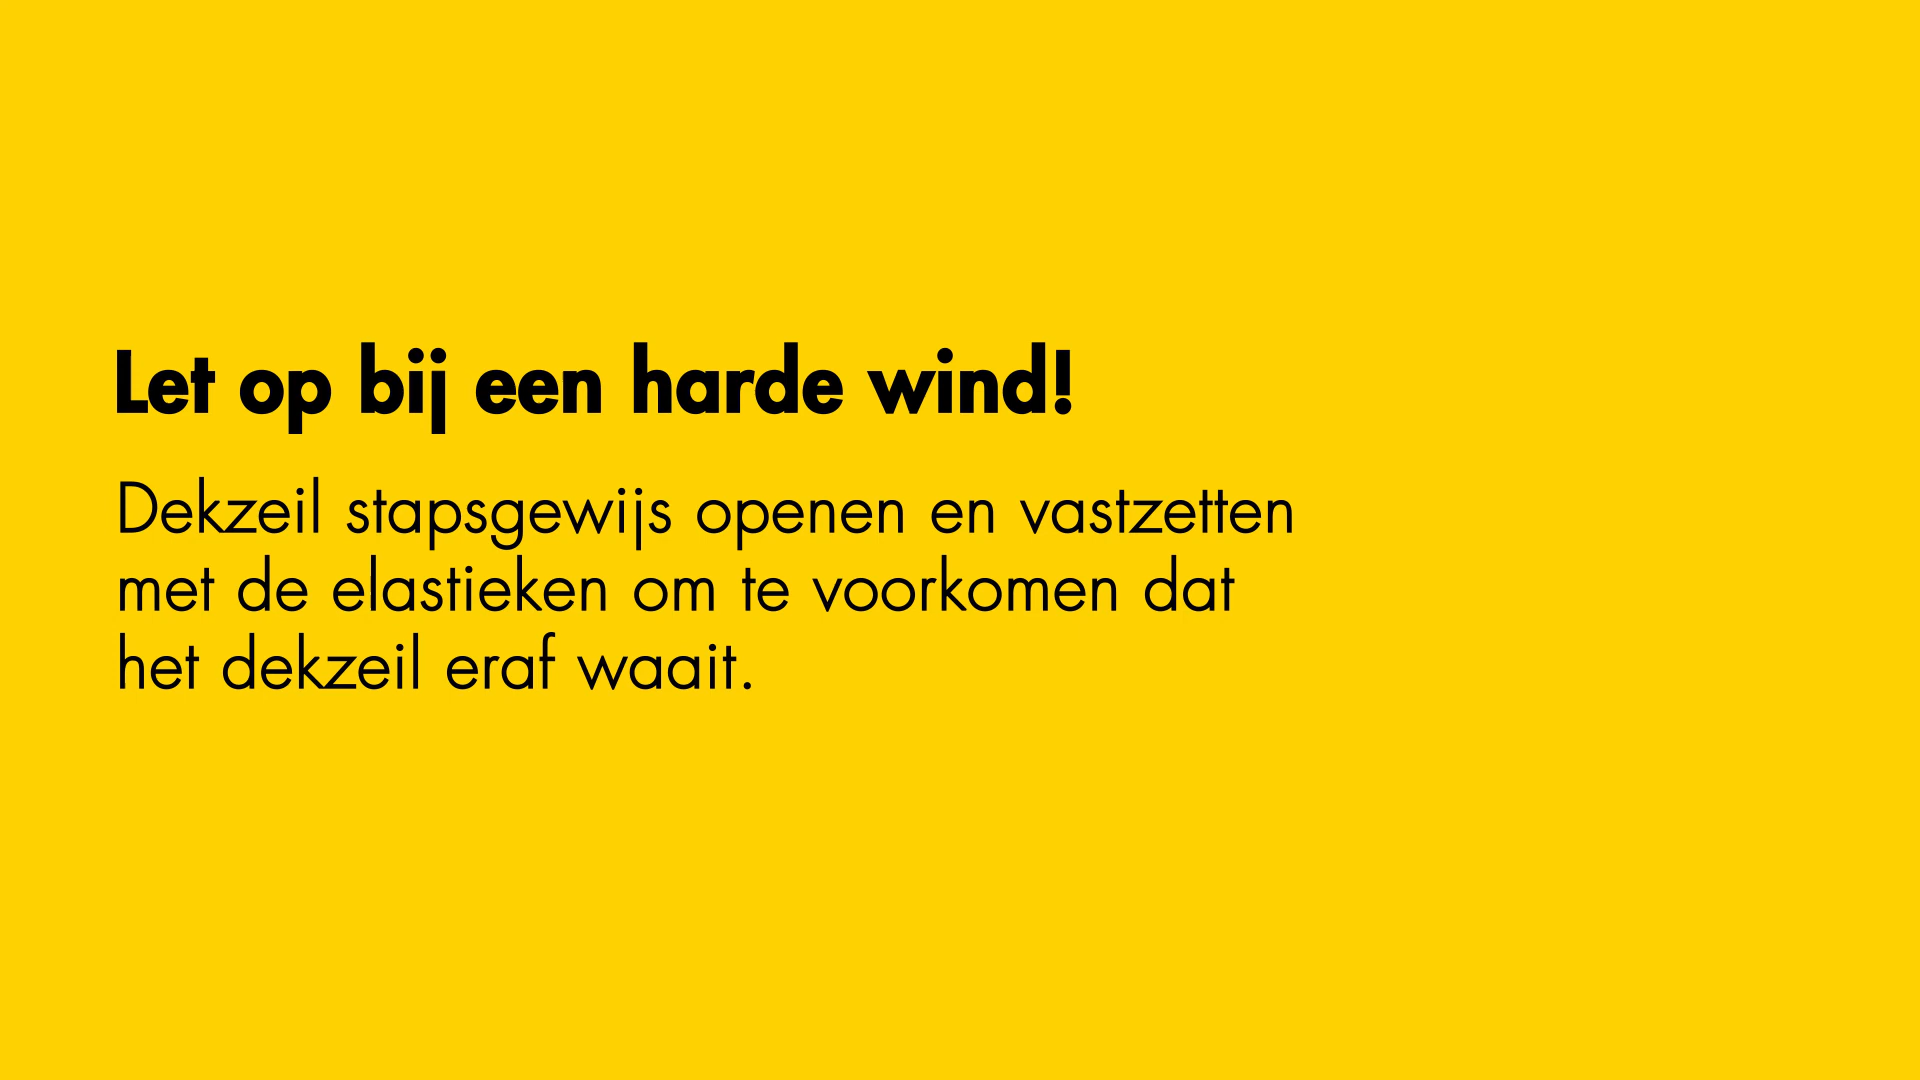 Let op bij een harde wind!
Dekzeil stapsgewijs openen en vastzetten
met de elastieken om te voorkomen dat
het dekzeil eraf waait.